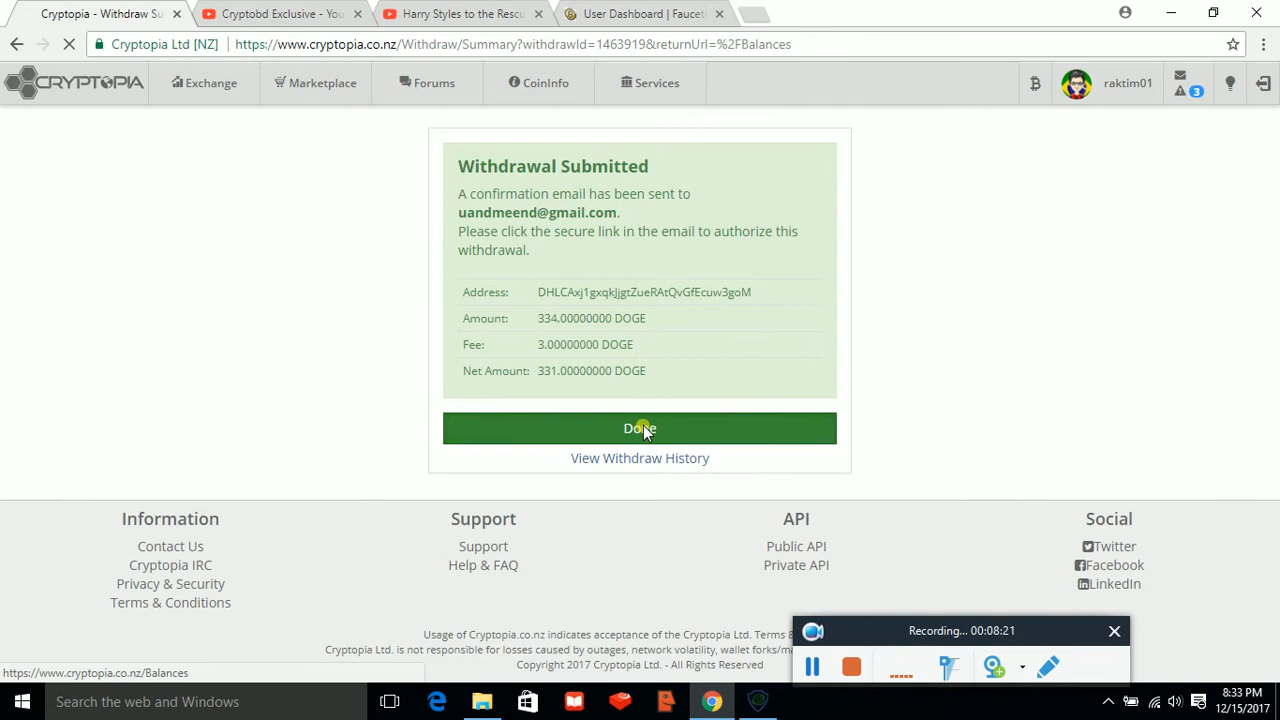 Cryptopia - Withdraw Su
Cryptobd Exclusive - You
Harry Styles to the Rescu
User Dashboard | Faucet
Cryptopia Ltd [NZ]
https://www.cryptopia.co.nz/Withdraw/Summary?withdrawId=1463919&returnUrl=%2FBalances
CRYPTOPIA
Exchange
Marketplace
Forums
CoinInfo
Services
raktim01
3
Withdrawal Submitted
A confirmation email has been sent to
uandmeend@gmail.com.
Please click the secure link in the email to authorize this
withdrawal.
Address: DHLCAxj1gxqkJjgtZueRAtQvGfEcuw3goM
Amount: 334.00000000 DOGE
Fee: 3.00000000 DOGE
Net Amount: 331.00000000 DOGE
Done
View Withdraw History
Information
Support
API
Social
Contact Us
Support
Public API
Twitter
Cryptopia IRC
Help & FAQ
Private API
Facebook
Privacy & Security
LinkedIn
Terms & Conditions
Usage of Cryptopia.co.nz indicates acceptance of the Cryptopia Ltd. Terms &
Cryptopia Ltd. is not responsible for losses caused by outages, network volatility, wallet forks/ma
Copyright 2017 Cryptopia Ltd. - All Rights Reserved
Recording... 00:08:21
https://www.cryptopia.co.nz/Balances
Search the web and Windows
8:33 PM
12/15/2017